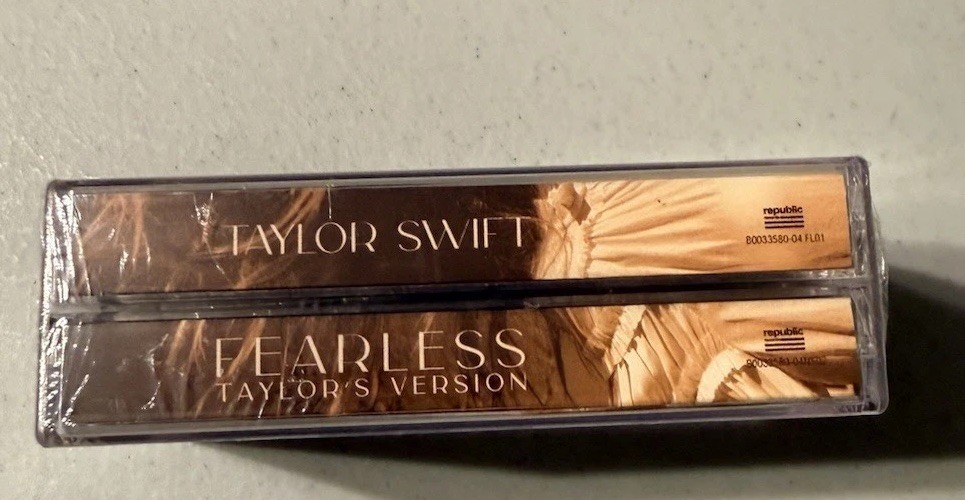 TAYLOR SWIFT
republic
B0033580-04 FL01
FEARLESS
TAYLOR'S VERSION
republic